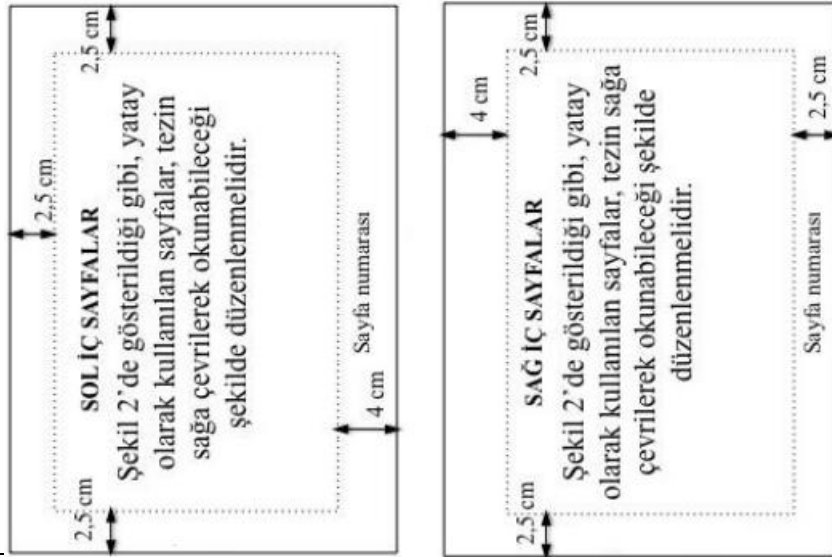 2,5 cm
2,5 cm
2,5 cm
SOL İÇ SAYFALAR
Şekil 2’de gösterildiği gibi, yatay
olarak kullanılan sayfalar, tezin
sağa çevrilerek okunabileceği
şekilde düzenlenmelidir.
Sayfa numarası
4 cm
2,5 cm
4 cm
2,5 cm
SAĞ İÇ SAYFALAR
Şekil 2’de gösterildiği gibi, yatay
olarak kullanılan sayfalar, tezin sağa
çevrilerek okunabileceği şekilde
düzenlenmelidir.
Sayfa numarası
2,5 cm